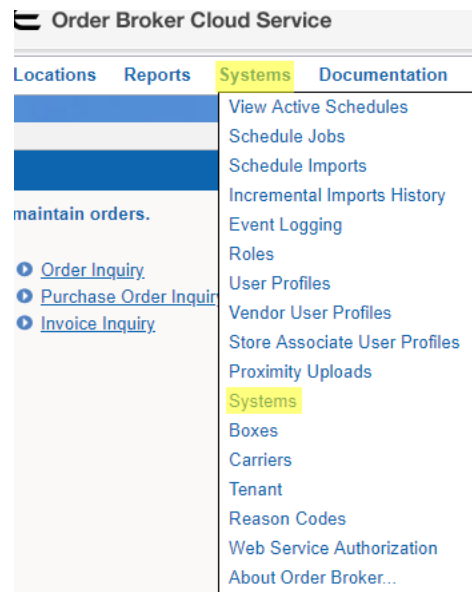 Order Broker Cloud Service
Locations Reports Systems Documentation
View Active Schedules
Schedule Jobs
Schedule Imports
Incremental Imports History
maintain orders.
Event Logging
Roles
Order Inquiry
User Profiles
Purchase Order Inquiry
Vendor User Profiles
Invoice Inquiry
Store Associate User Profiles
Proximity Uploads
Systems
Boxes
Carriers
Tenant
Reason Codes
Web Service Authorization
About Order Broker...